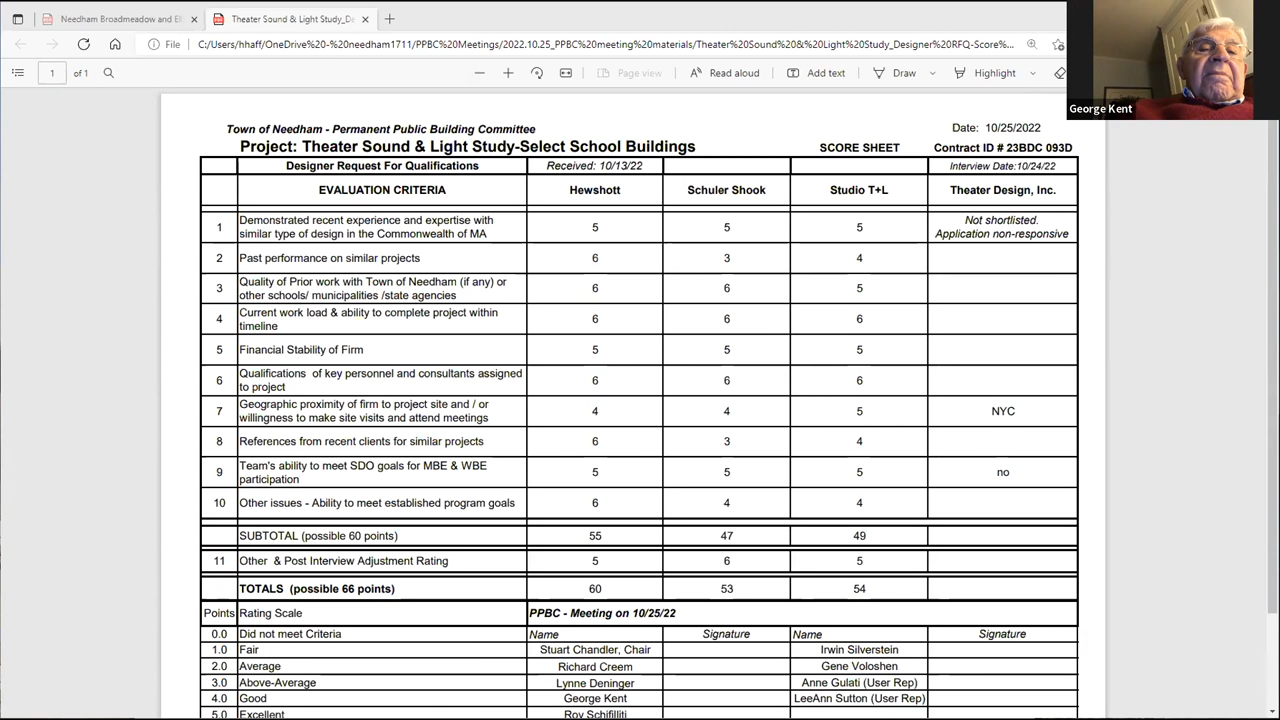 Needham Broadmeadow and El
Theater Sound & Light Study_De
File
C:/Users/hhaff/OneDrive%20-%20needham1711/PPBC%20Meetings/2022.10.25_PPBC%20meeting%20materials/Theater%20Sound%20&%20Light%20Study_Designer%20RFQ-Score%...
1 of 1
Page view
Read aloud
Add text
Draw
Highlight
George Kent
Town of Needham - Permanent Public Building Committee
Date: 10/25/2022
Project: Theater Sound & Light Study-Select School Buildings SCORE SHEET Contract ID # 23BDC 093D
Designer Request For Qualifications Received: 10/13/22 Interview Date:10/24/22
EVALUATION CRITERIA Hewshott Schuler Shook Studio T+L Theater Design, Inc.
1 Demonstrated recent experience and expertise with
similar type of design in the Commonwealth of MA 5 5 5 Not shortlisted.
Application non-responsive
2 Past performance on similar projects 6 3 4
3 Quality of Prior work with Town of Needham (if any) or
other schools/ municipalities /state agencies 6 6 5
4 Current work load & ability to complete project within
timeline 6 6 6
5 Financial Stability of Firm 5 5 5
6 Qualifications of key personnel and consultants assigned
to project 6 6 6
7 Geographic proximity of firm to project site and / or
willingness to make site visits and attend meetings 4 4 5 NYC
8 References from recent clients for similar projects 6 3 4
9 Team's ability to meet SDO goals for MBE & WBE
participation 5 5 5 no
10 Other issues - Ability to meet established program goals 6 4 4
SUBTOTAL (possible 60 points) 55 47 49
11 Other & Post Interview Adjustment Rating 5 6 5
TOTALS (possible 66 points) 60 53 54
Points Rating Scale PPBC - Meeting on 10/25/22
0.0 Did not meet Criteria Name Signature Name Signature
1.0 Fair Stuart Chandler, Chair Irwin Silverstein
2.0 Average Richard Creem Gene Voloshen
3.0 Above-Average Lynne Deninger Anne Gulati (User Rep)
4.0 Good George Kent LeeAnn Sutton (User Rep)
5.0 Excellent Roy Schifilliti